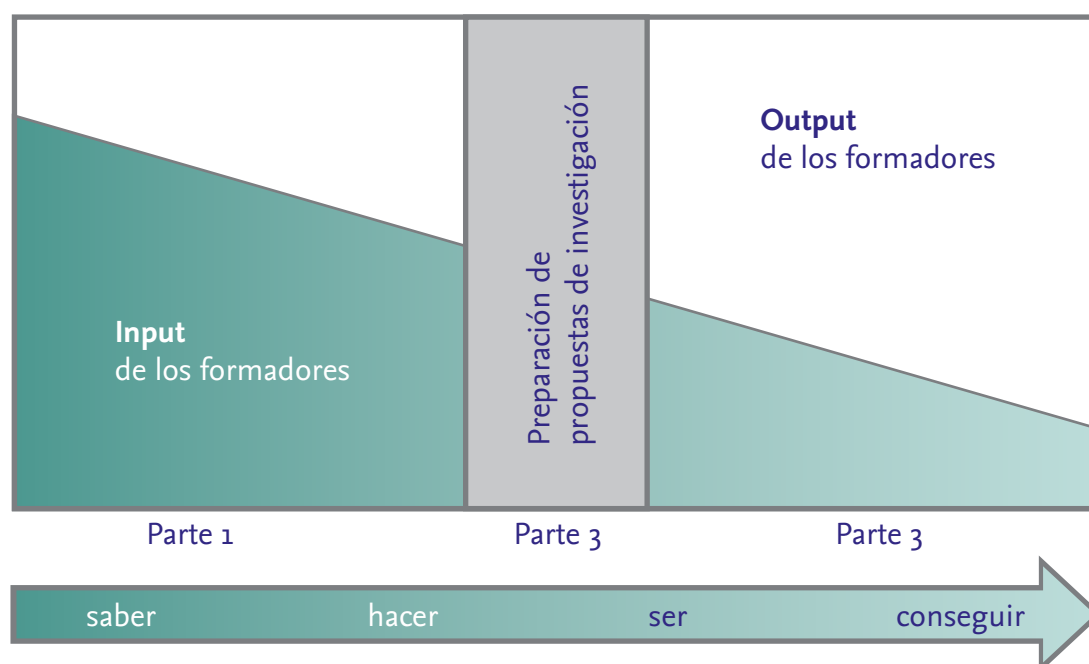 Output
de los formadores
Preparación de
propuestas de investigación
Input
de los formadores
Parte 1
Parte 3
Parte 3
saber
hacer
ser
conseguir